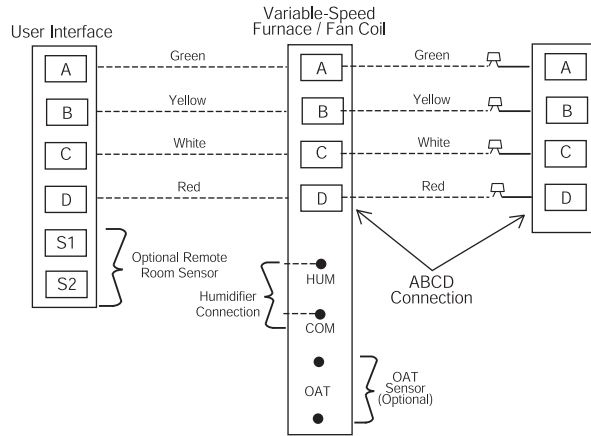 Variable-Speed
Furnace / Fan Coil
User Interface
A
Green
A
Green
A
B
Yellow
B
Yellow
B
C
White
C
White
C
D
Red
D
Red
D
S1
S2
Optional Remote
Room Sensor
HUM
Humidifier
Connection
COM
ABCD
Connection
OAT
OAT
Sensor
(Optional)